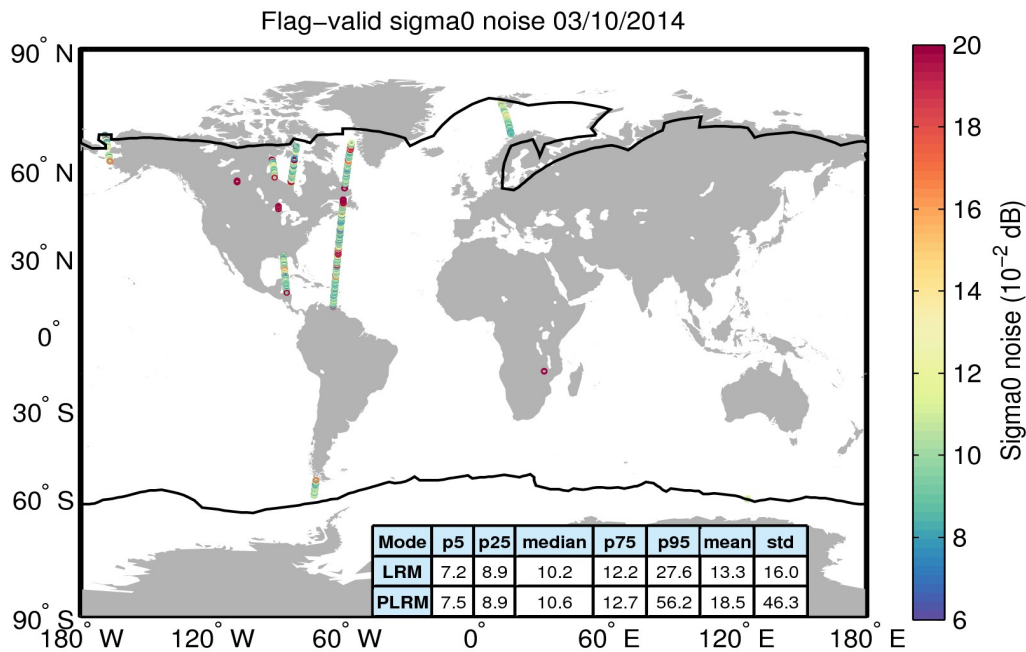 Flag−valid sigma0 noise 03/10/2014
90° N
60° N
30° N
0°
30° S
60° S
90° S
180° W 120° W 60° W 0° 60° E 120° E 180° E
Mode p5 p25 median p75 p95 mean std
LRM 7.2 8.9 10.2 12.2 27.6 13.3 16.0
PLRM 7.5 8.9 10.6 12.7 56.2 18.5 46.3
20
18
16
14
12
10
8
6
Sigma0 noise (10⁻² dB)